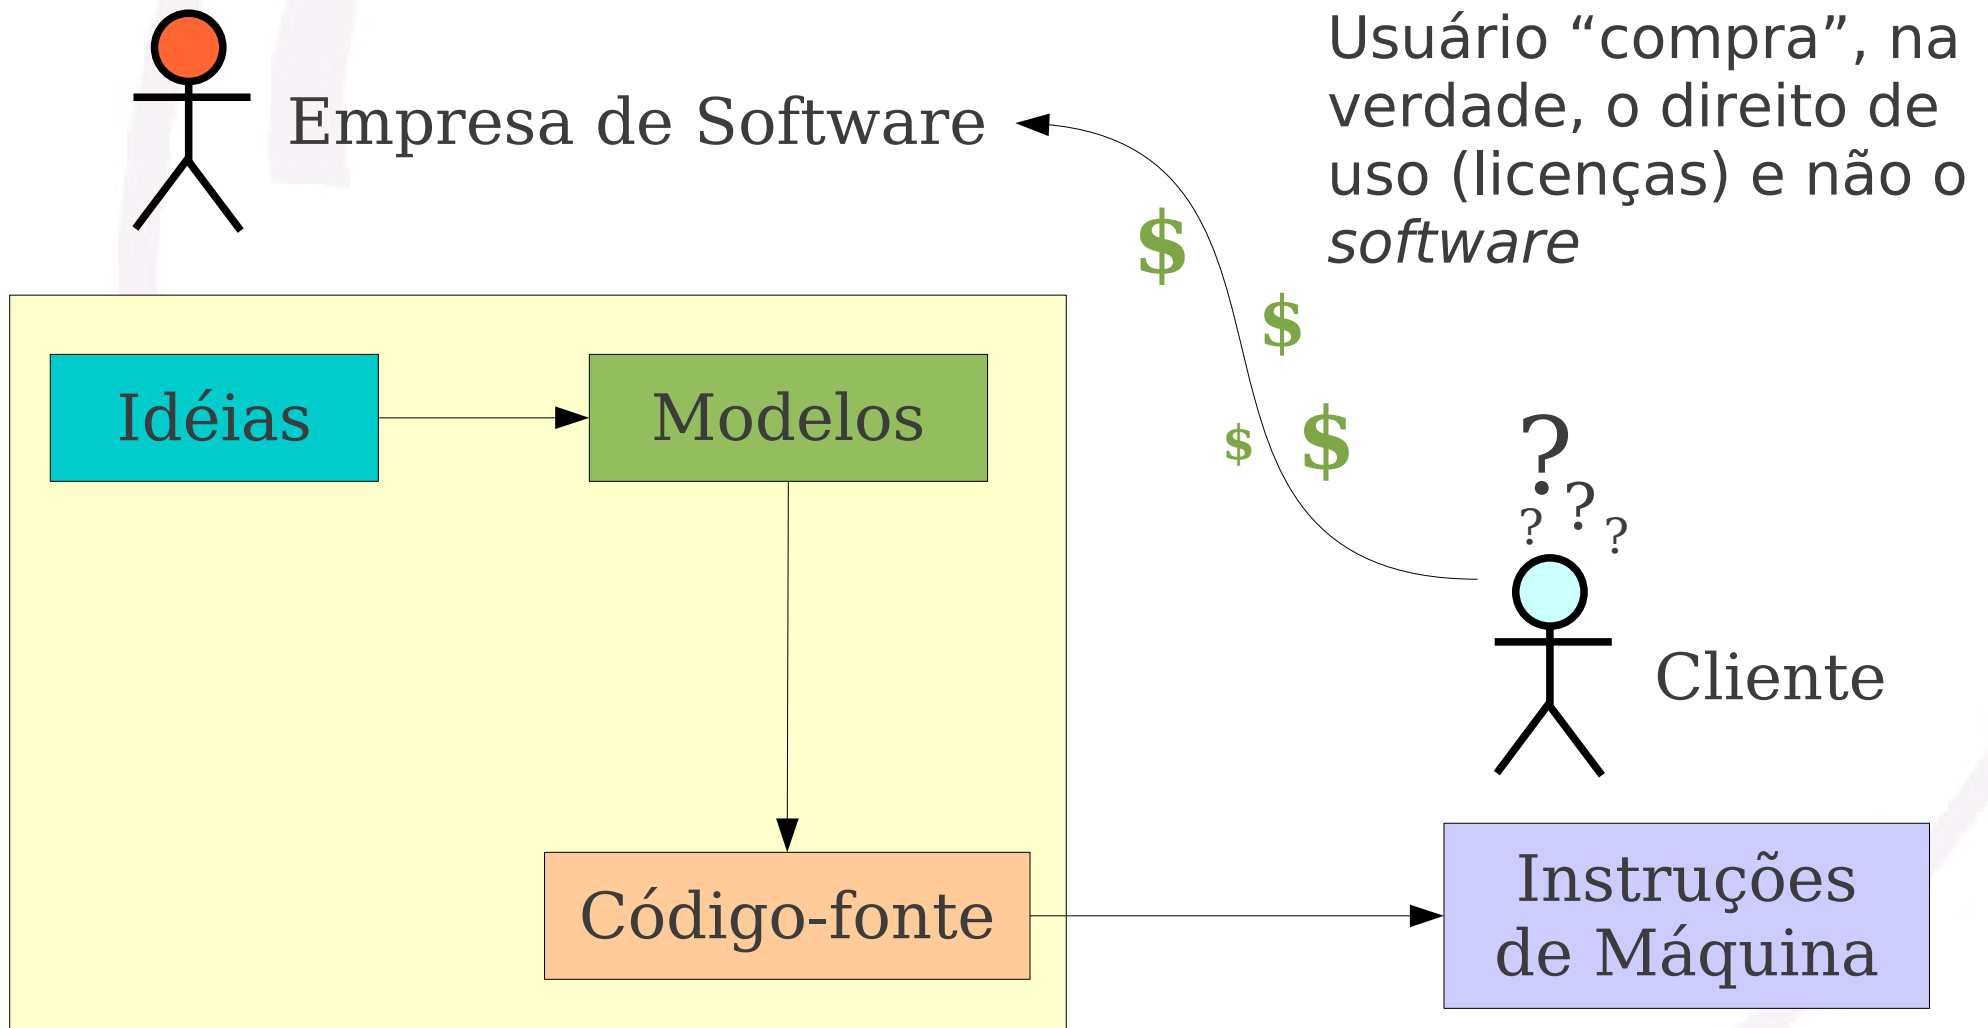 Empresa de Software
Usuário “compra”, na
verdade, o direito de
uso (licenças) e não o
software
$
$
$ $
Idéias
Modelos
?
?
? ?
Cliente
Código-fonte
Instruções
de Máquina